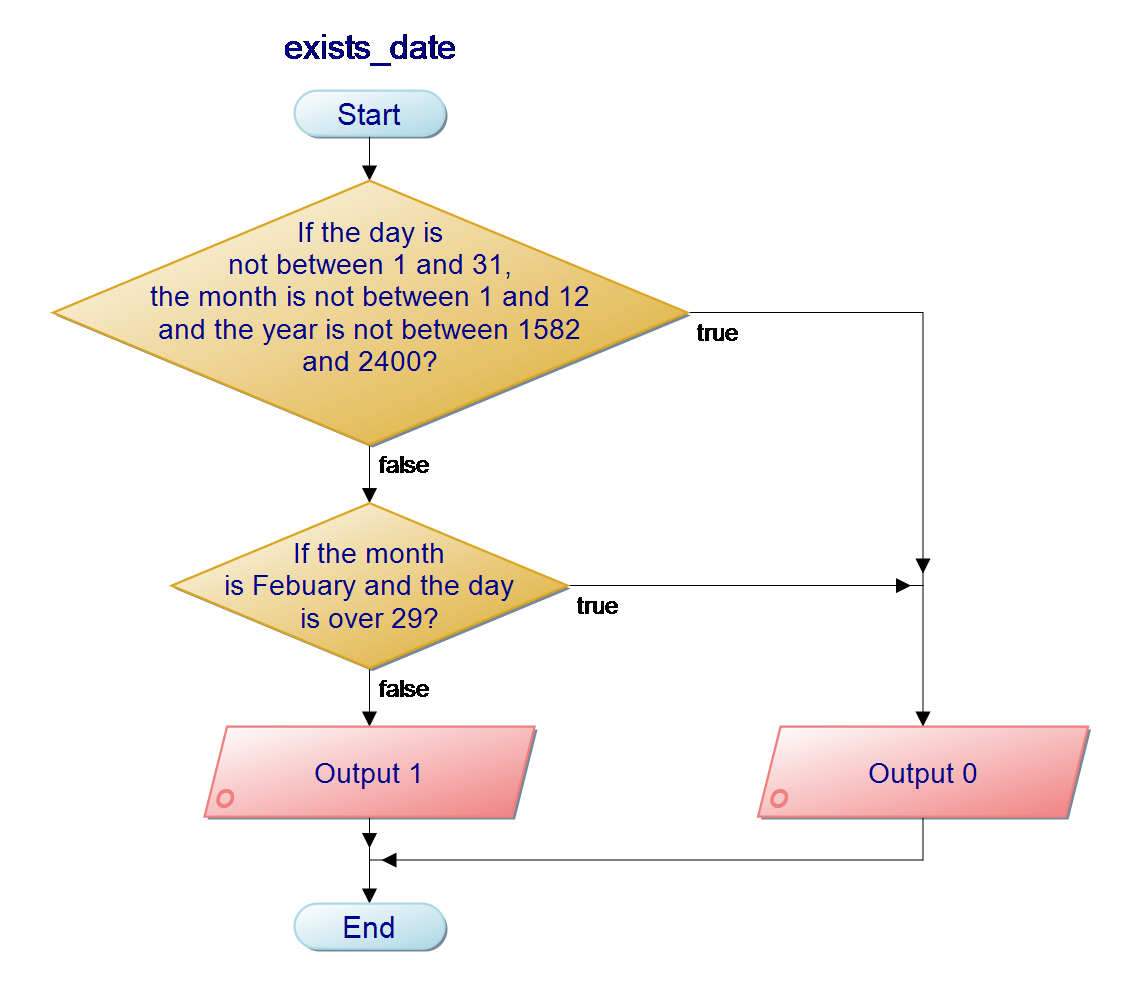 exists_date
Start
If the day is
not between 1 and 31,
the month is not between 1 and 12
and the year is not between 1582
and 2400?
true
false
If the month
is Febuary and the day
is over 29?
true
false
Output 1
O
Output 0
O
End